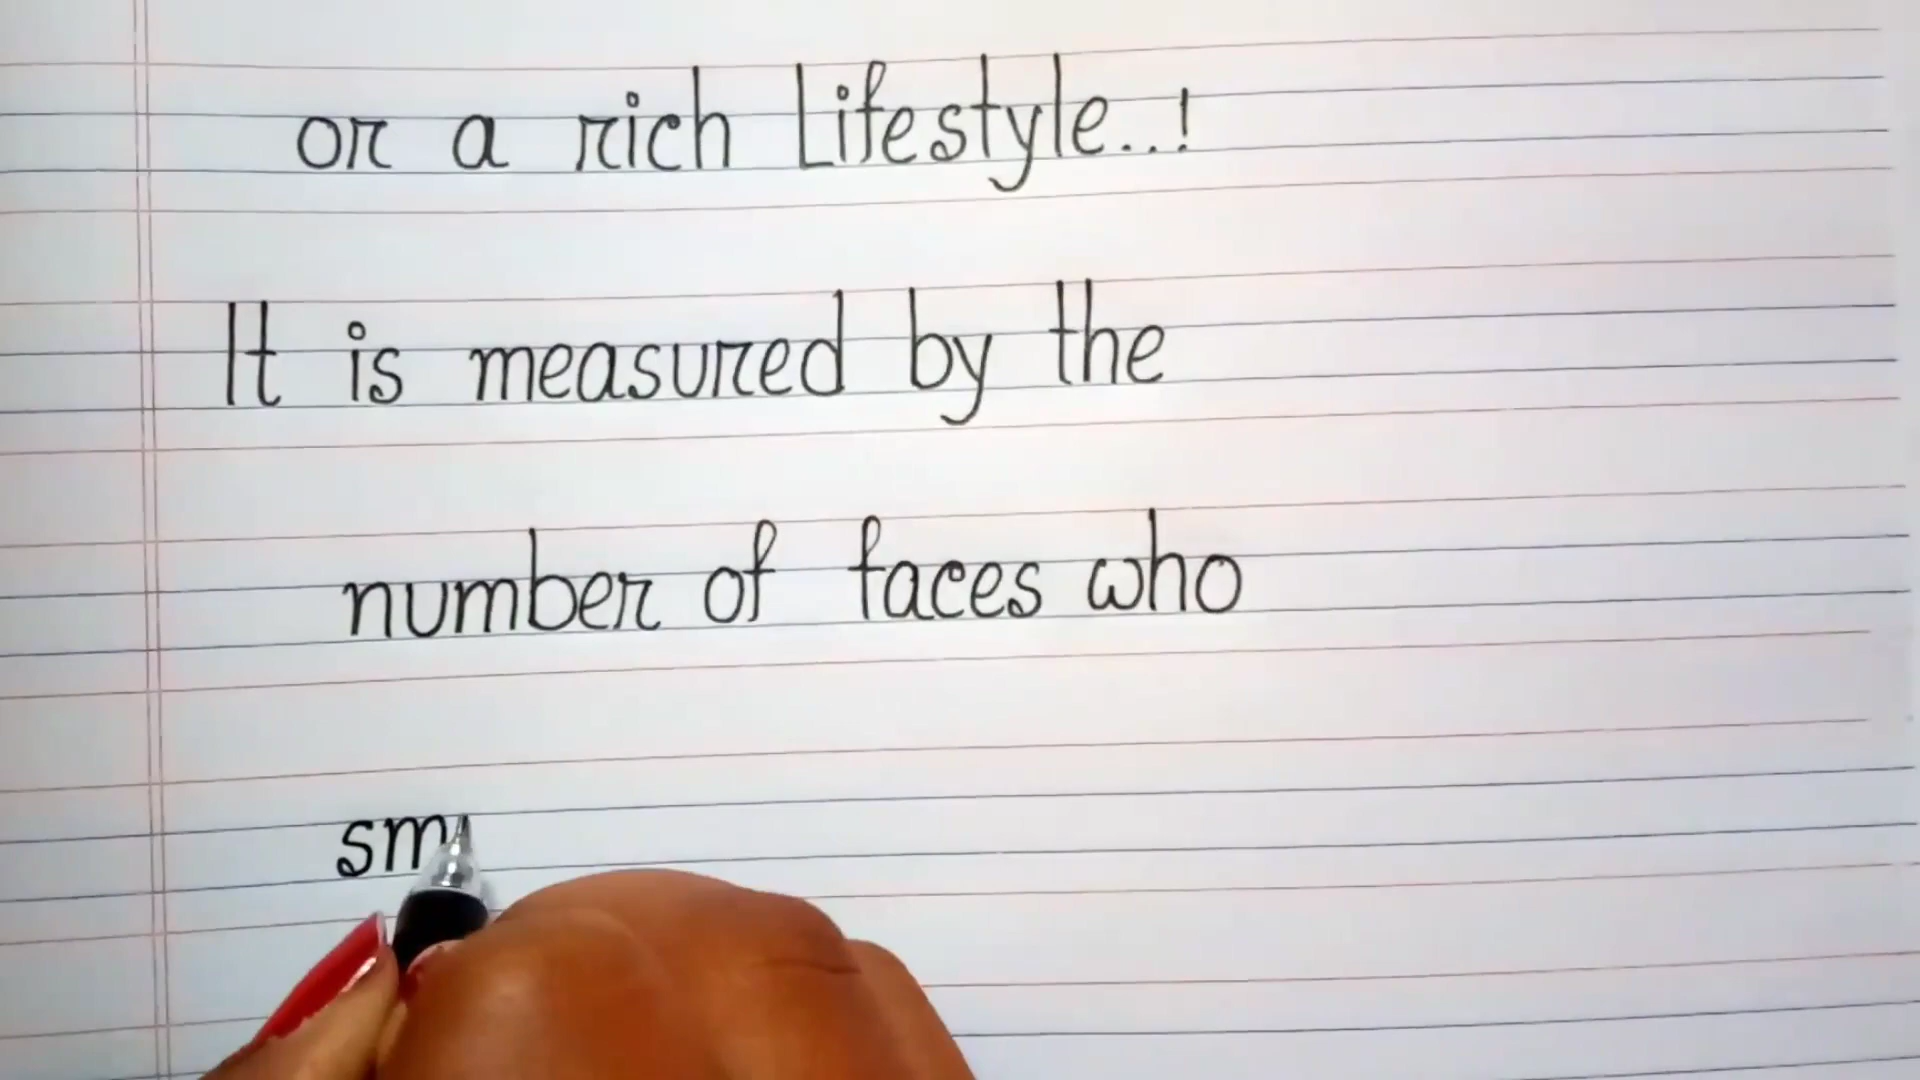 or a rich Lifestyle..!
It is measured by the
number of faces who
sm